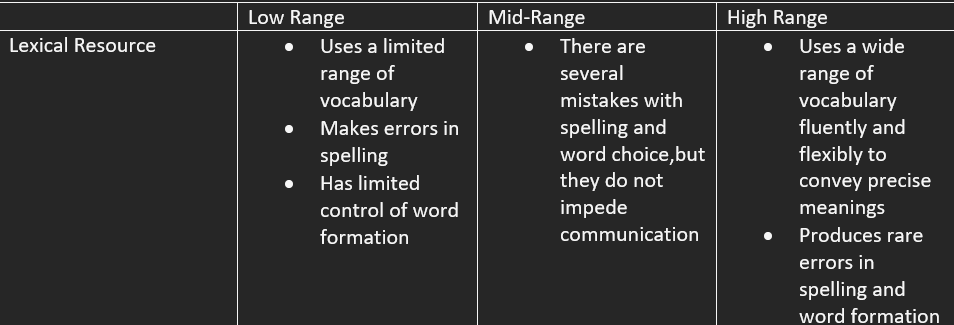 Low Range
Mid-Range
High Range
Lexical Resource
• Uses a limited
range of
vocabulary
• Makes errors in
spelling
• Has limited
control of word
formation
• There are
several
mistakes with
spelling and
word choice,but
they do not
impede
communication
• Uses a wide
range of
vocabulary
fluently and
flexibly to
convey precise
meanings
• Produces rare
errors in
spelling and
word formation